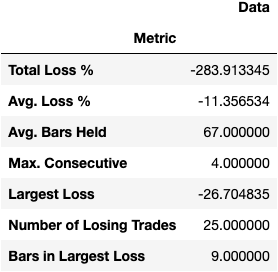 Data
Metric
Total Loss % -283.913345
Avg. Loss % -11.356534
Avg. Bars Held 67.000000
Max. Consecutive 4.000000
Largest Loss -26.704835
Number of Losing Trades 25.000000
Bars in Largest Loss 9.000000